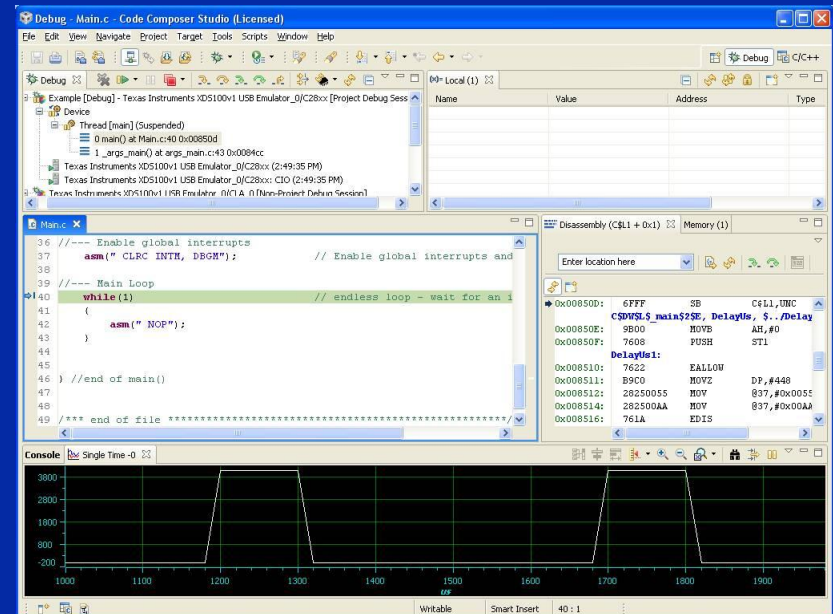 Debug - Main.c - Code Composer Studio (Licensed)
File Edit View Navigate Project Target Tools Scripts Window Help
Debug C/C++
Debug
Example [Debug] - Texas Instruments XDS100v1 USB Emulator_0/C28xx [Project Debug Sess
Device
Thread [main] (Suspended)
0 main() at Main.c:40 0x00850d
1 _args_main() at args_main.c:43 0x0084cc
Texas Instruments XDS100v1 USB Emulator_0/C28xx (2:49:35 PM)
Texas Instruments XDS100v1 USB Emulator_0/C28xx: CIO (2:49:35 PM)
Texas Instruments XDS100v1 USB Emulator_0/CLA_0 [Non-Project Debug Session]
(x)= Local (1)
Name Value Address Type
Main.c
36 //--- Enable global interrupts
37 asm(" CLRC INTM, DBGM"); // Enable global interrupts and
38
39 //--- Main Loop
40 while(1) // endless loop - wait for an i
41 {
42 asm(" NOP");
43 }
44
45
46 } //end of main()
47
48
49 /*** end of file ***************************************************/
Disassembly (C$L1 + 0x1) Memory (1)
Enter location here
0x00850D: 6FFF SB C$L1,UNC
C$DW$L$_main$2$E, DelayUs, $../Delay
0x00850E: 9B00 MOVB AH,#0
0x00850F: 7608 PUSH ST1
DelayUs1:
0x008510: 7622 EALLOW
0x008511: B9C0 MOVZ DP,#448
0x008512: 28250055 MOV @37,#0x0055
0x008514: 282500AA MOV @37,#0x00AA
0x008516: 761A EDIS
Console Single Time -0
3800
2800
1800
800
-200
1000 1100 1200 1300 1400 1500 1600 1700 1800 1900
us
Writable Smart Insert 40 : 1